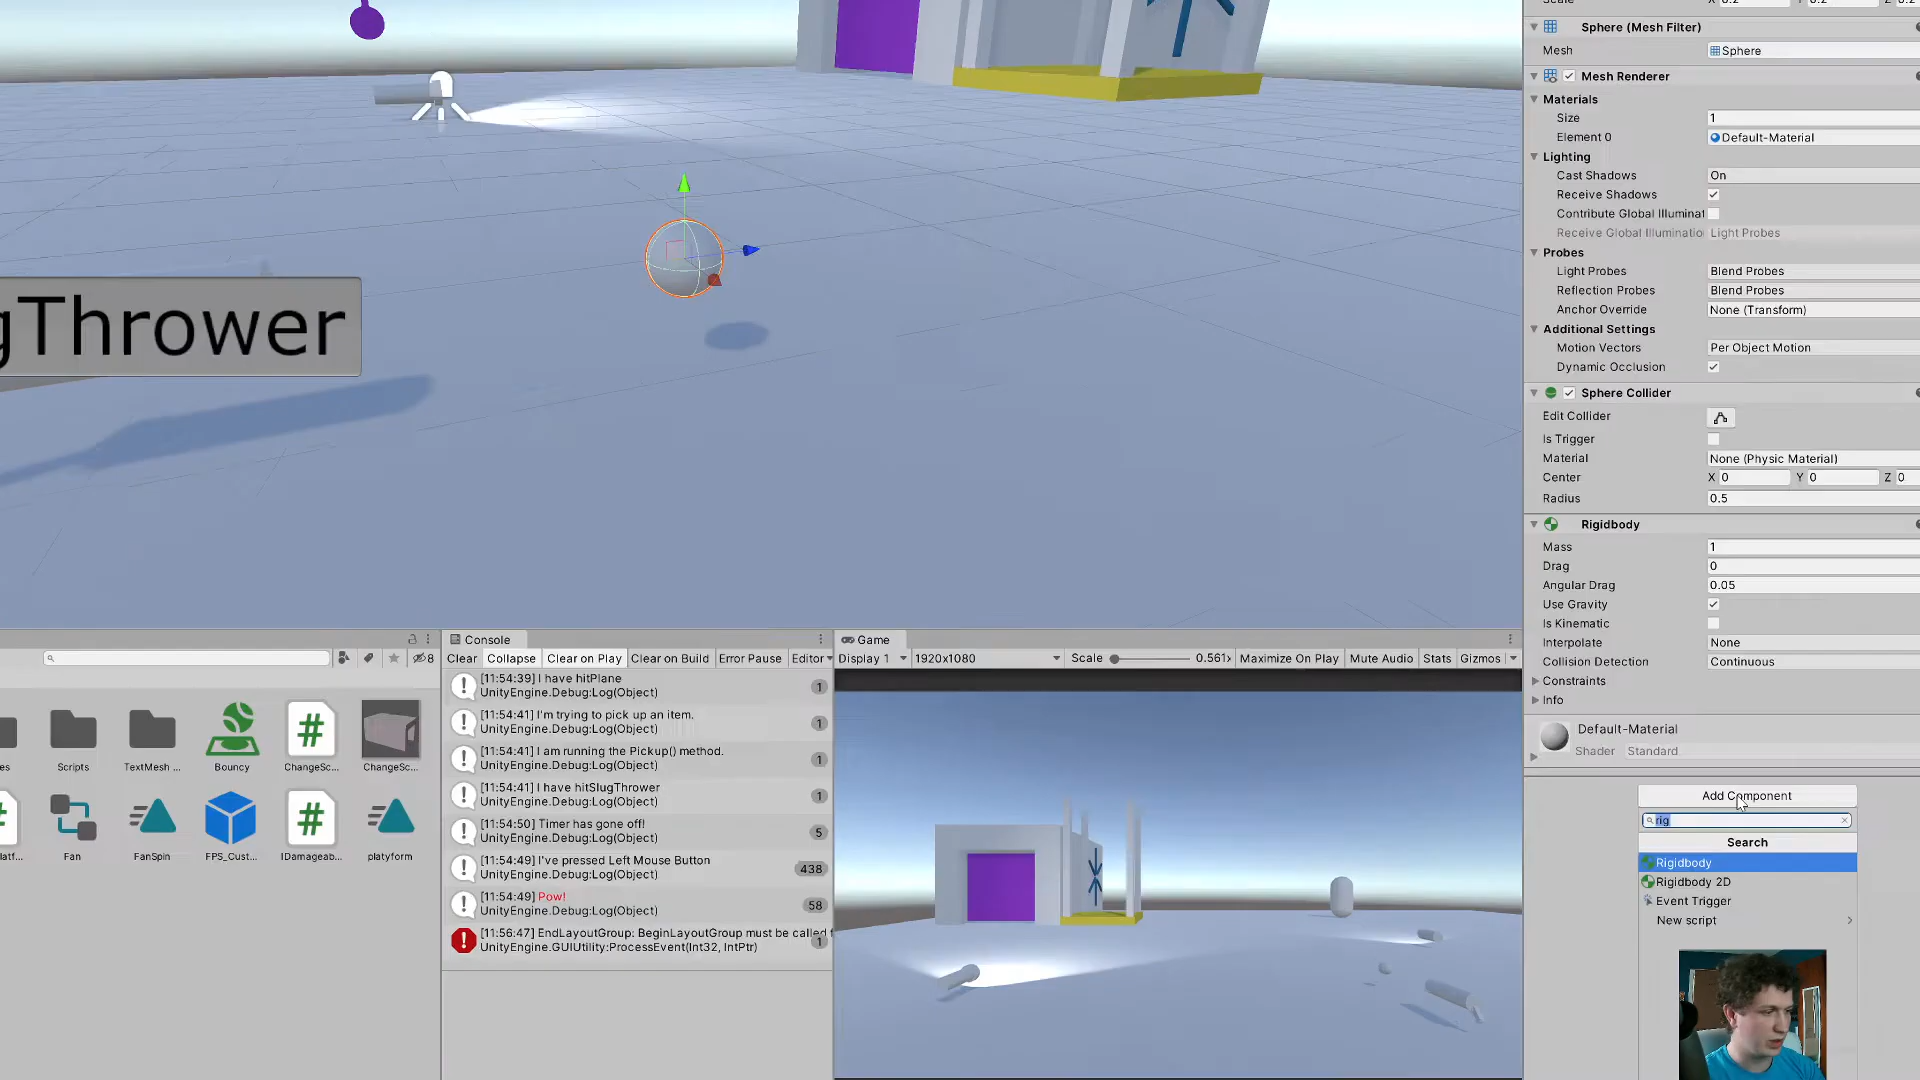 gThrower
Scale X 0.2 Y 0.2 Z 0.2
Sphere (Mesh Filter)
Mesh Sphere
Mesh Renderer
Materials
Size 1
Element 0 Default-Material
Lighting
Cast Shadows On
Receive Shadows
Contribute Global Illuminat
Receive Global Illuminatio Light Probes
Probes
Light Probes Blend Probes
Reflection Probes Blend Probes
Anchor Override None (Transform)
Additional Settings
Motion Vectors Per Object Motion
Dynamic Occlusion
Sphere Collider
Edit Collider
Is Trigger
Material None (Physic Material)
Center X 0 Y 0 Z 0
Radius 0.5
Rigidbody
Mass 1
Drag 0
Angular Drag 0.05
Use Gravity
Is Kinematic
Interpolate None
Collision Detection Continuous
Constraints
Info
Default-Material
Shader Standard
Add Component
rig
Search
Rigidbody
Rigidbody 2D
Event Trigger
New script
8
es Scripts TextMesh ... Bouncy ChangeSc... ChangeSc...
latf... Fan FanSpin FPS_Cust... IDamageab... platyform
Console
Clear Collapse Clear on Play Clear on Build Error Pause Editor
[11:54:39] I have hitPlane
UnityEngine.Debug:Log(Object) 1
[11:54:41] I'm trying to pick up an item.
UnityEngine.Debug:Log(Object) 1
[11:54:41] I am running the Pickup() method.
UnityEngine.Debug:Log(Object) 1
[11:54:41] I have hitSlugThrower
UnityEngine.Debug:Log(Object) 1
[11:54:50] Timer has gone off!
UnityEngine.Debug:Log(Object) 5
[11:54:49] I've pressed Left Mouse Button
UnityEngine.Debug:Log(Object) 438
[11:54:49] Pow!
UnityEngine.Debug:Log(Object) 58
[11:56:47] EndLayoutGroup: BeginLayoutGroup must be called f
UnityEngine.GUIUtility:ProcessEvent(Int32, IntPtr) 1
Game
Display 1 1920x1080 Scale 0.561x Maximize On Play Mute Audio Stats Gizmos